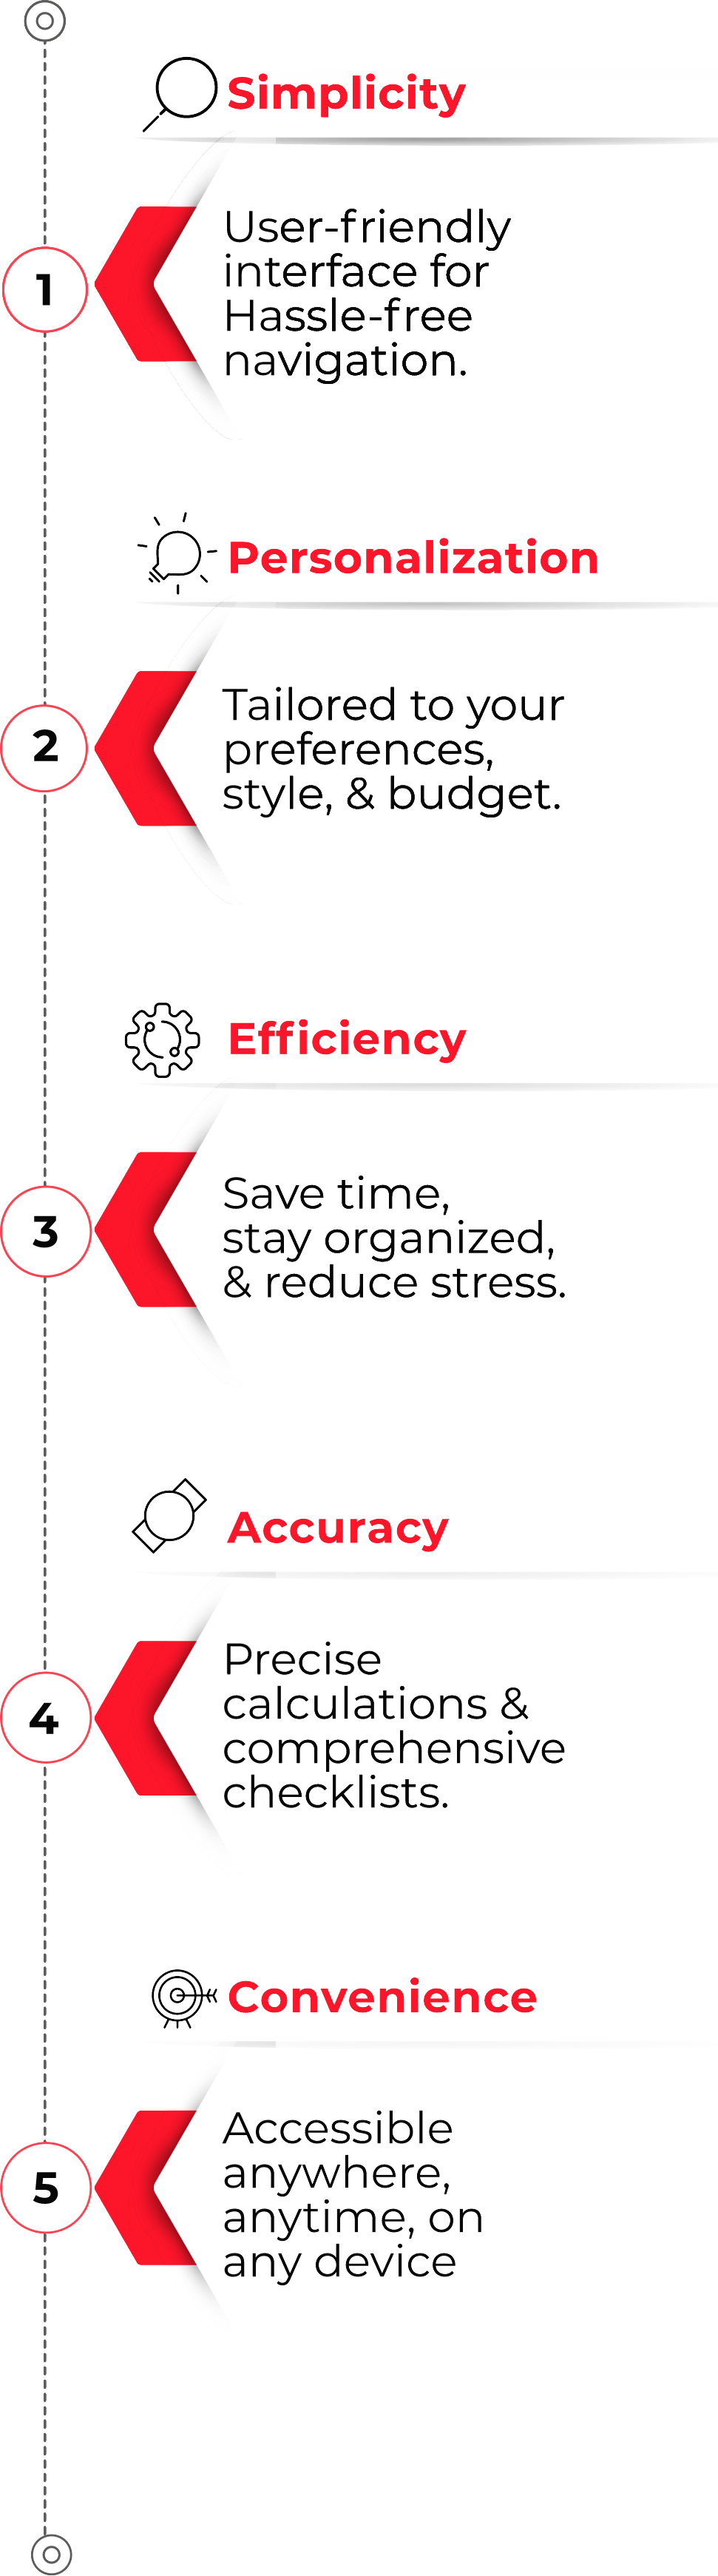 Simplicity
1
User-friendly
interface for
Hassle-free
navigation.
Personalization
2
Tailored to your
preferences,
style, & budget.
Efficiency
3
Save time,
stay organized,
& reduce stress.
Accuracy
4
Precise
calculations &
comprehensive
checklists.
Convenience
5
Accessible
anywhere,
anytime, on
any device